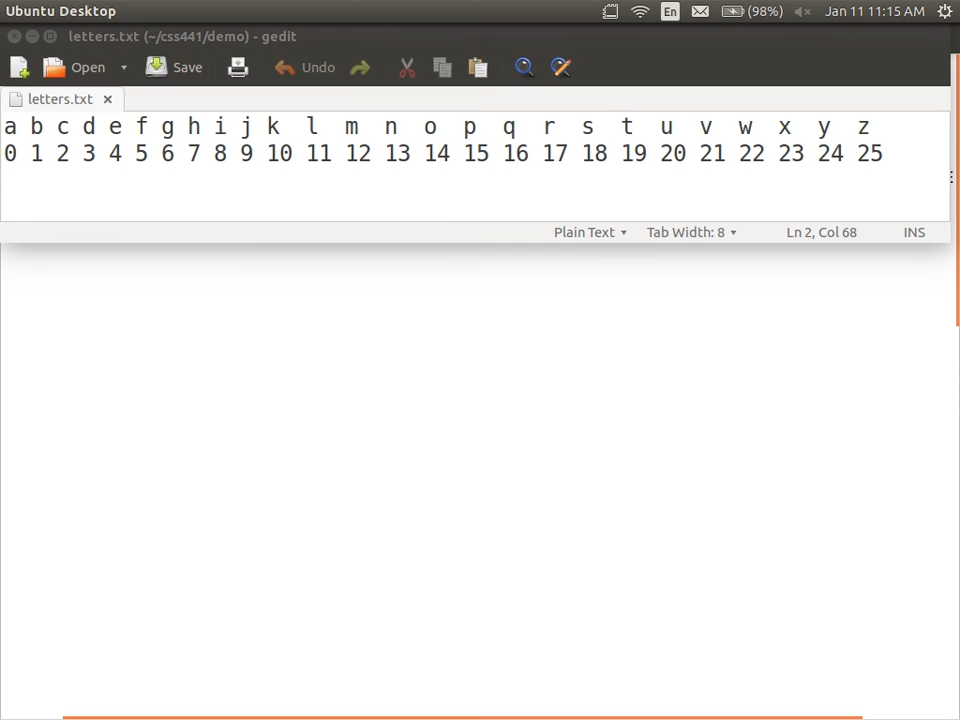 Ubuntu Desktop En (98%) Jan 11 11:15 AM
letters.txt (~/css441/demo) - gedit
Open Save Undo
letters.txt
a b c d e f g h i j k l m n o p q r s t u v w x y z
0 1 2 3 4 5 6 7 8 9 10 11 12 13 14 15 16 17 18 19 20 21 22 23 24 25
Plain Text Tab Width: 8 Ln 2, Col 68 INS